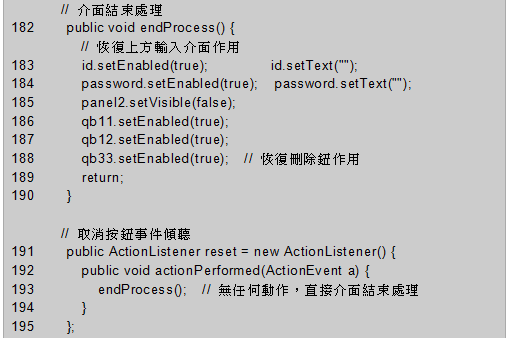 // 介面結束處理
182 public void endProcess() {
// 恢復上方輸入介面作用
183 id.setEnabled(true); id.setText("");
184 password.setEnabled(true); password.setText("");
185 panel2.setVisible(false);
186 qb11.setEnabled(true);
187 qb12.setEnabled(true);
188 qb33.setEnabled(true); // 恢復刪除鈕作用
189 return;
190 }
// 取消按鈕事件傾聽
191 public ActionListener reset = new ActionListener() {
192 public void actionPerformed(ActionEvent a) {
193 endProcess(); // 無任何動作，直接介面結束處理
194 }
195 };